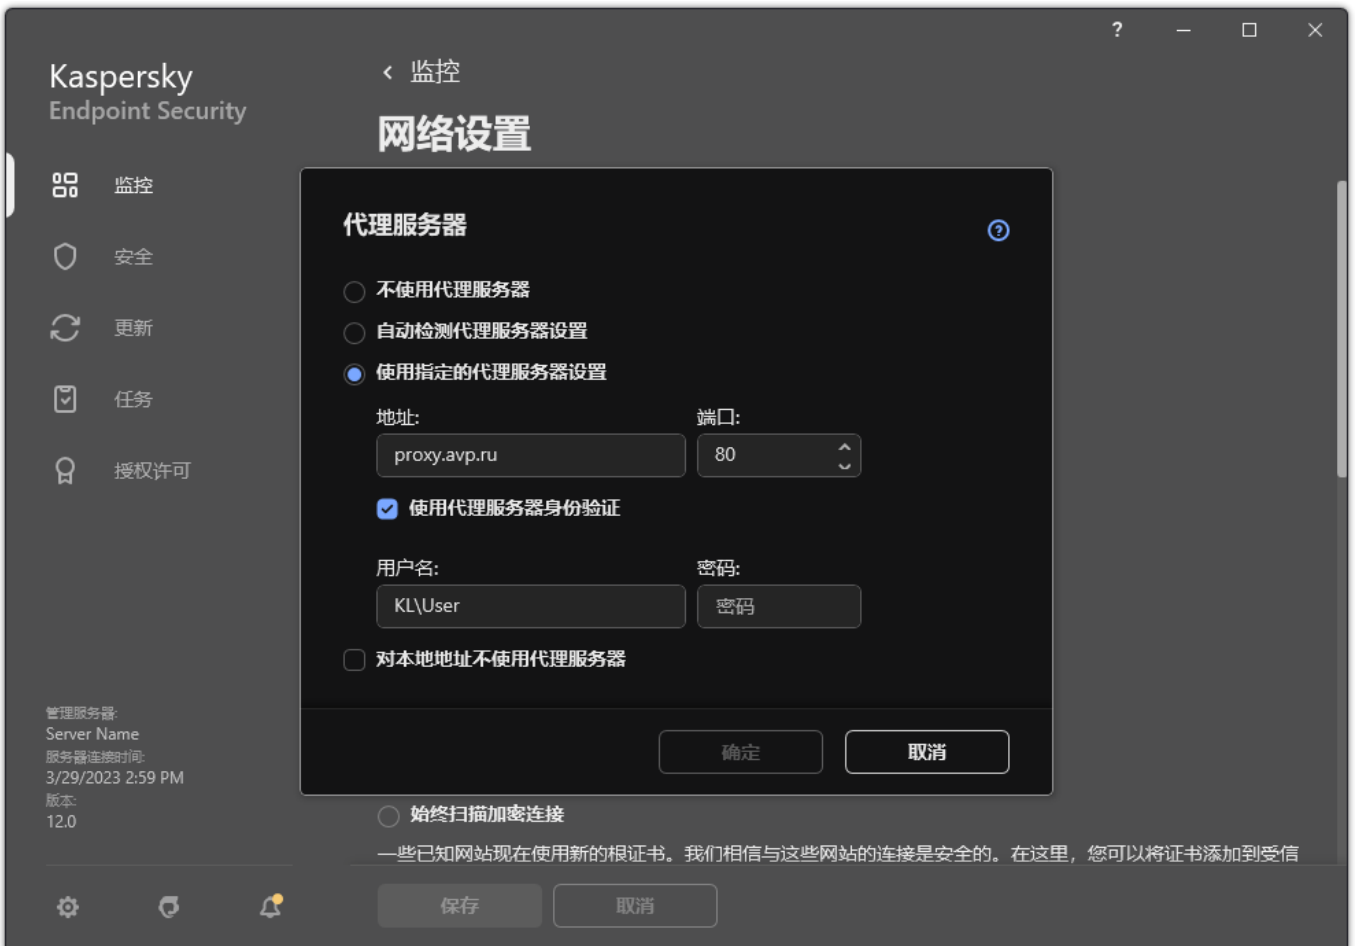 ?
Kaspersky
Endpoint Security
监控
安全
更新
任务
授权许可
管理服务器:
Server Name
服务器连接时间:
3/29/2023 2:59 PM
版本:
12.0
监控
网络设置
代理服务器
?
不使用代理服务器
自动检测代理服务器设置
使用指定的代理服务器设置
地址: 端口:
proxy.avp.ru 80
使用代理服务器身份验证
用户名: 密码:
KL\User 密码
对本地地址不使用代理服务器
确定 取消
始终扫描加密连接
一些已知网站现在使用新的根证书。我们相信与这些网站的连接是安全的。在这里，您可以将证书添加到受信
保存 取消